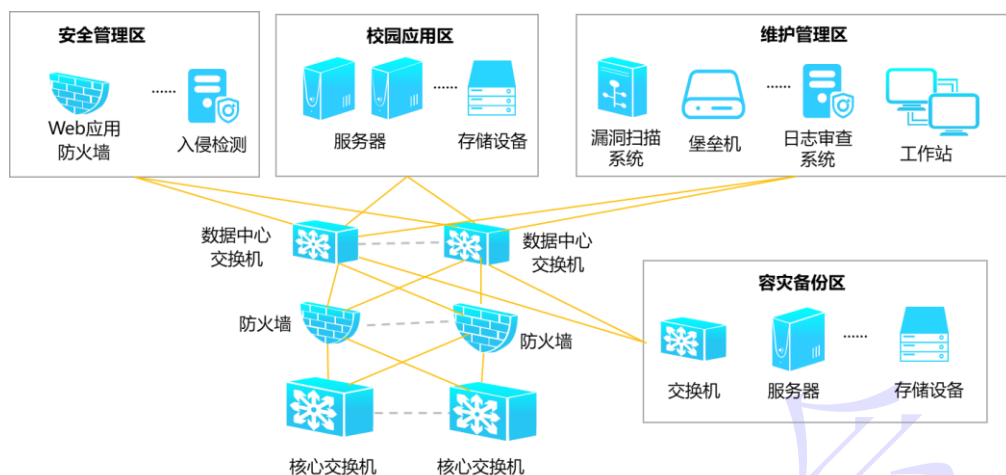 安全管理区
校园应用区
维护管理区
Web应用
防火墙
......
入侵检测
服务器
......
存储设备
漏洞扫描
系统
堡垒机
......
日志审查
系统
工作站
数据中心
交换机
数据中心
交换机
防火墙
防火墙
容灾备份区
交换机
服务器
......
存储设备
核心交换机
核心交换机